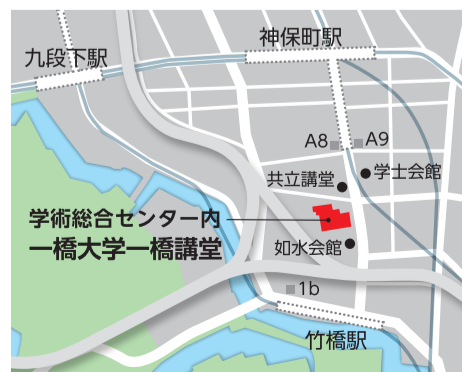 神保町駅
九段下駅
A8
A9
共立講堂
学士会館
学術総合センター内
一橋大学一橋講堂
如水会館
1b
竹橋駅